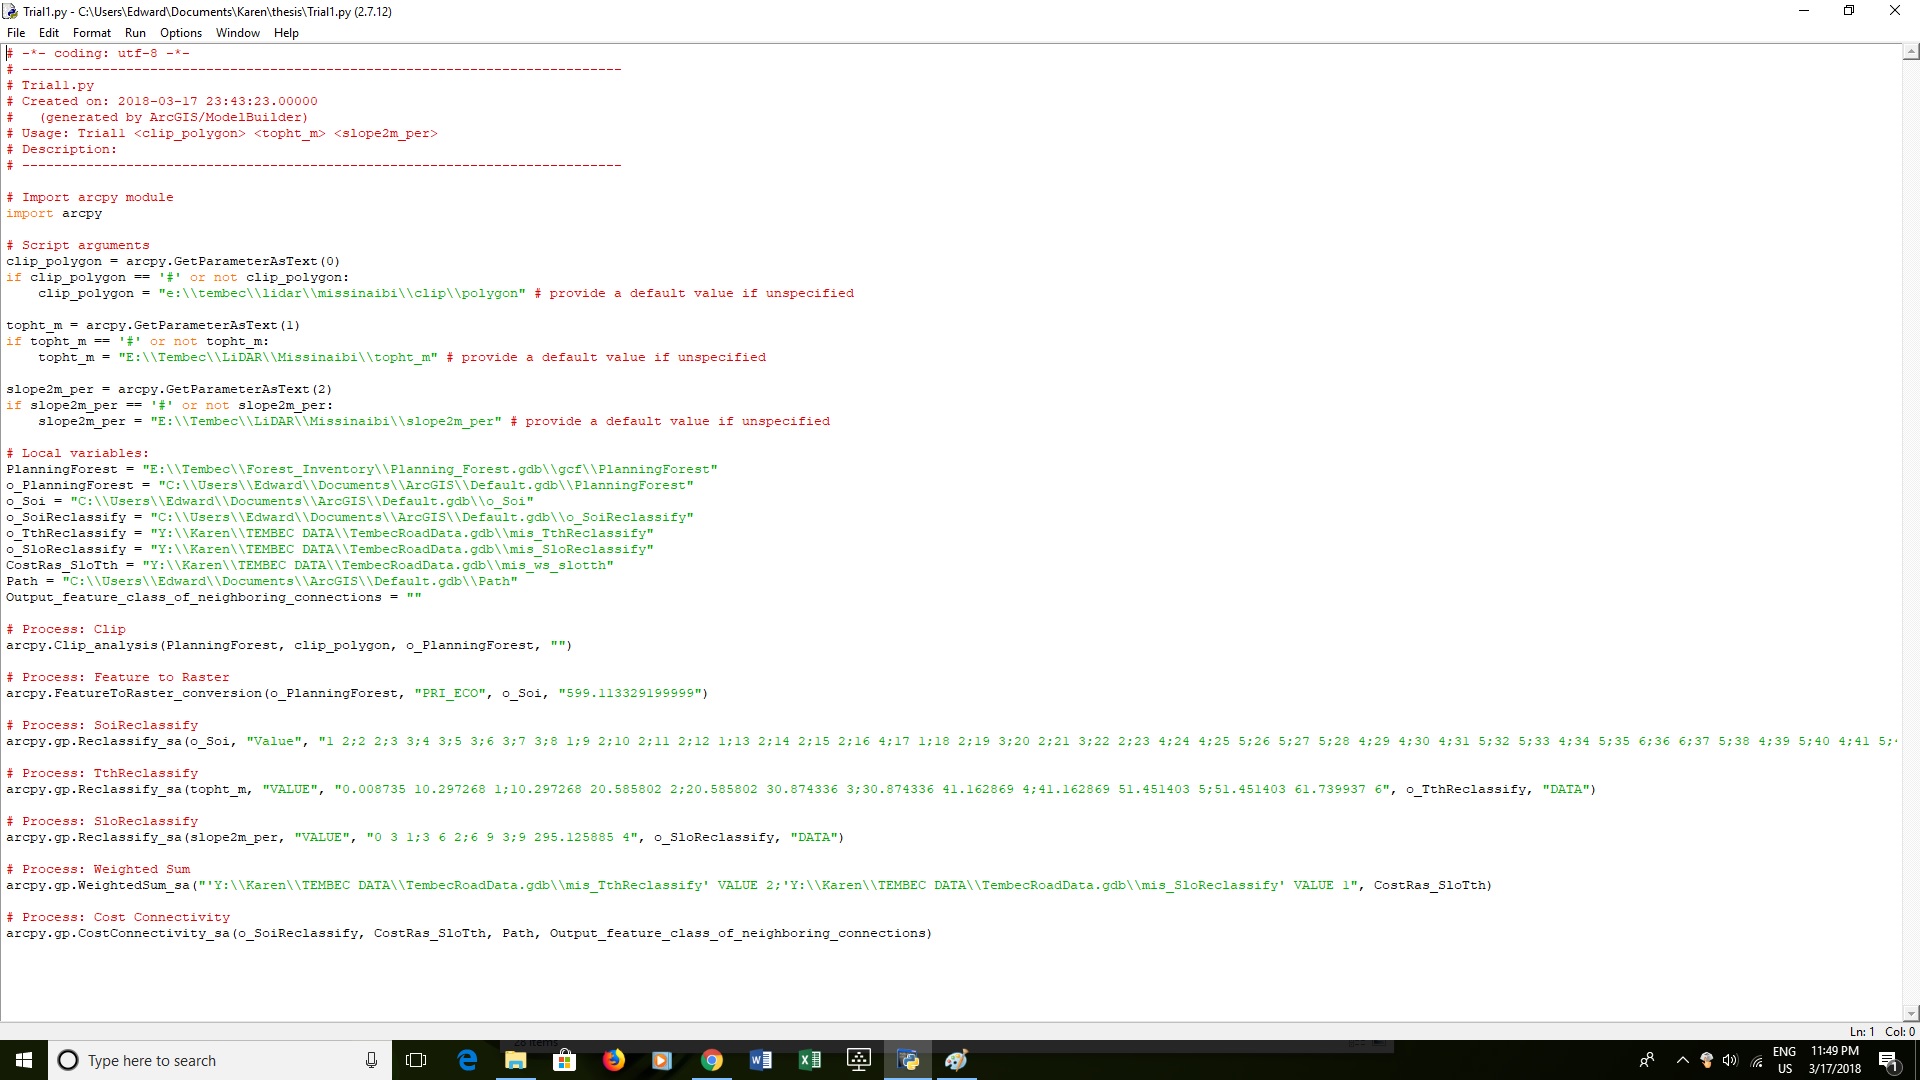 Trial1.py - C:\Users\Edward\Documents\Karen\thesis\Trial1.py (2.7.12)
File Edit Format Run Options Window Help
# -*- coding: utf-8 -*-
# ---------------------------------------------------------------------------
# Trial1.py
# Created on: 2018-03-17 23:43:23.00000
#   (generated by ArcGIS/ModelBuilder)
# Usage: Trial1 <clip_polygon> <topht_m> <slope2m_per>
# Description:
# ---------------------------------------------------------------------------
# Import arcpy module
import arcpy
# Script arguments
clip_polygon = arcpy.GetParameterAsText(0)
if clip_polygon == '#' or not clip_polygon:
    clip_polygon = "e:\\tembec\\lidar\\missinaibi\\clip\\polygon" # provide a default value if unspecified
topht_m = arcpy.GetParameterAsText(1)
if topht_m == '#' or not topht_m:
    topht_m = "E:\\Tembec\\LiDAR\\Missinaibi\\topht_m" # provide a default value if unspecified
slope2m_per = arcpy.GetParameterAsText(2)
if slope2m_per == '#' or not slope2m_per:
    slope2m_per = "E:\\Tembec\\LiDAR\\Missinaibi\\slope2m_per" # provide a default value if unspecified
# Local variables:
PlanningForest = "E:\\Tembec\\Forest_Inventory\\Planning_Forest.gdb\\gcf\\PlanningForest"
o_PlanningForest = "C:\\Users\\Edward\\Documents\\ArcGIS\\Default.gdb\\PlanningForest"
o_Soi = "C:\\Users\\Edward\\Documents\\ArcGIS\\Default.gdb\\o_Soi"
o_SoiReclassify = "C:\\Users\\Edward\\Documents\\ArcGIS\\Default.gdb\\o_SoiReclassify"
o_TthReclassify = "Y:\\Karen\\TEMBEC DATA\\TembecRoadData.gdb\\mis_TthReclassify"
o_SloReclassify = "Y:\\Karen\\TEMBEC DATA\\TembecRoadData.gdb\\mis_SloReclassify"
CostRas_SloTth = "Y:\\Karen\\TEMBEC DATA\\TembecRoadData.gdb\\mis_ws_slotth"
Path = "C:\\Users\\Edward\\Documents\\ArcGIS\\Default.gdb\\Path"
Output_feature_class_of_neighboring_connections = ""
# Process: Clip
arcpy.Clip_analysis(PlanningForest, clip_polygon, o_PlanningForest, "")
# Process: Feature to Raster
arcpy.FeatureToRaster_conversion(o_PlanningForest, "PRI_ECO", o_Soi, "599.113329199999")
# Process: SoiReclassify
arcpy.gp.Reclassify_sa(o_Soi, "Value", "1 2;2 2;3 3;4 3;5 3;6 3;7 3;8 1;9 2;10 2;11 2;12 1;13 2;14 2;15 2;16 4;17 1;18 2;19 3;20 2;21 3;22 2;23 4;24 4;25 5;26 5;27 5;28 4;29 4;30 4;31 5;32 5;33 4;34 5;35 6;36 6;37 5;38 4;39 5;40 4;41 5;
# Process: TthReclassify
arcpy.gp.Reclassify_sa(topht_m, "VALUE", "0.008735 10.297268 1;10.297268 20.585802 2;20.585802 30.874336 3;30.874336 41.162869 4;41.162869 51.451403 5;51.451403 61.739937 6", o_TthReclassify, "DATA")
# Process: SloReclassify
arcpy.gp.Reclassify_sa(slope2m_per, "VALUE", "0 3 1;3 6 2;6 9 3;9 295.125885 4", o_SloReclassify, "DATA")
# Process: Weighted Sum
arcpy.gp.WeightedSum_sa("'Y:\\Karen\\TEMBEC DATA\\TembecRoadData.gdb\\mis_TthReclassify' VALUE 2;'Y:\\Karen\\TEMBEC DATA\\TembecRoadData.gdb\\mis_SloReclassify' VALUE 1", CostRas_SloTth)
# Process: Cost Connectivity
arcpy.gp.CostConnectivity_sa(o_SoiReclassify, CostRas_SloTth, Path, Output_feature_class_of_neighboring_connections)
Ln: 1 Col: 0
Type here to search
ENG
US
11:49 PM
3/17/2018
1